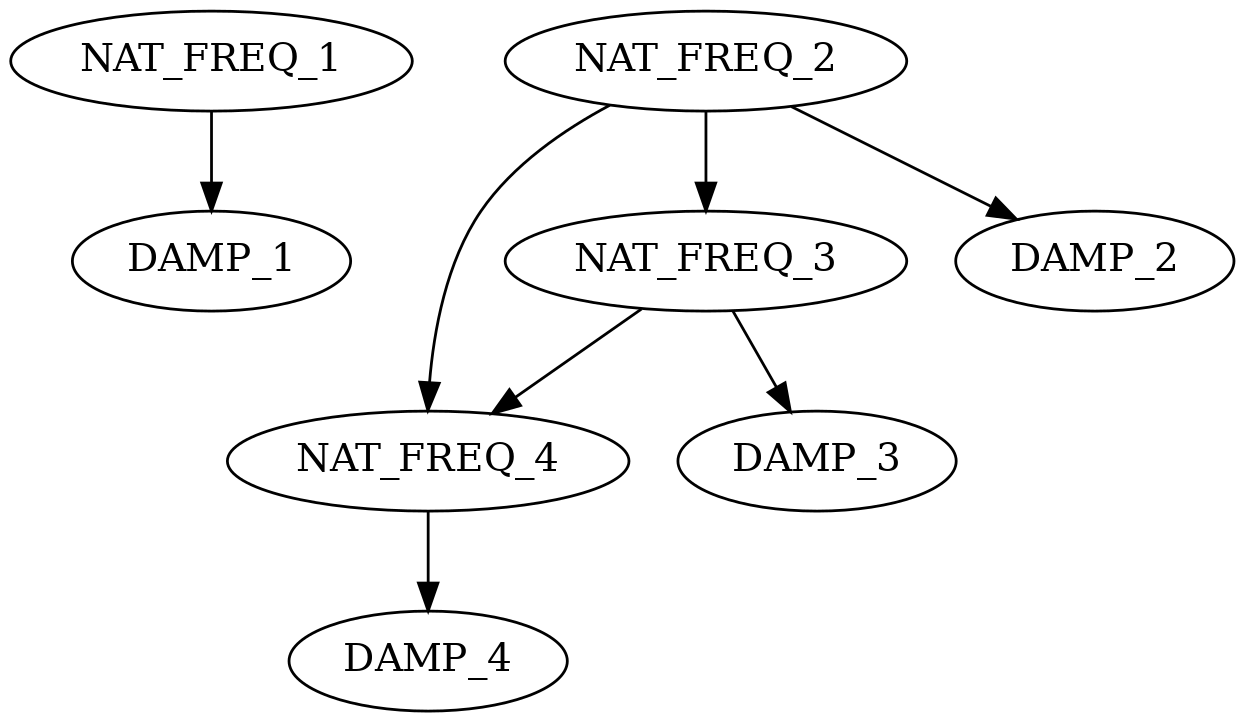 NAT_FREQ_1
NAT_FREQ_2
DAMP_1
NAT_FREQ_3
DAMP_2
NAT_FREQ_4
DAMP_3
DAMP_4